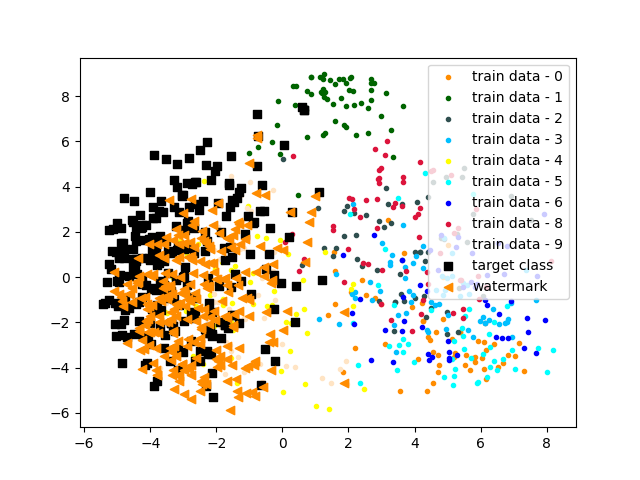 train data - 0
train data - 1
train data - 2
train data - 3
train data - 4
train data - 5
train data - 6
train data - 8
train data - 9
target class
watermark
8
6
4
2
0
−2
−4
−6
−6 −4 −2 0 2 4 6 8